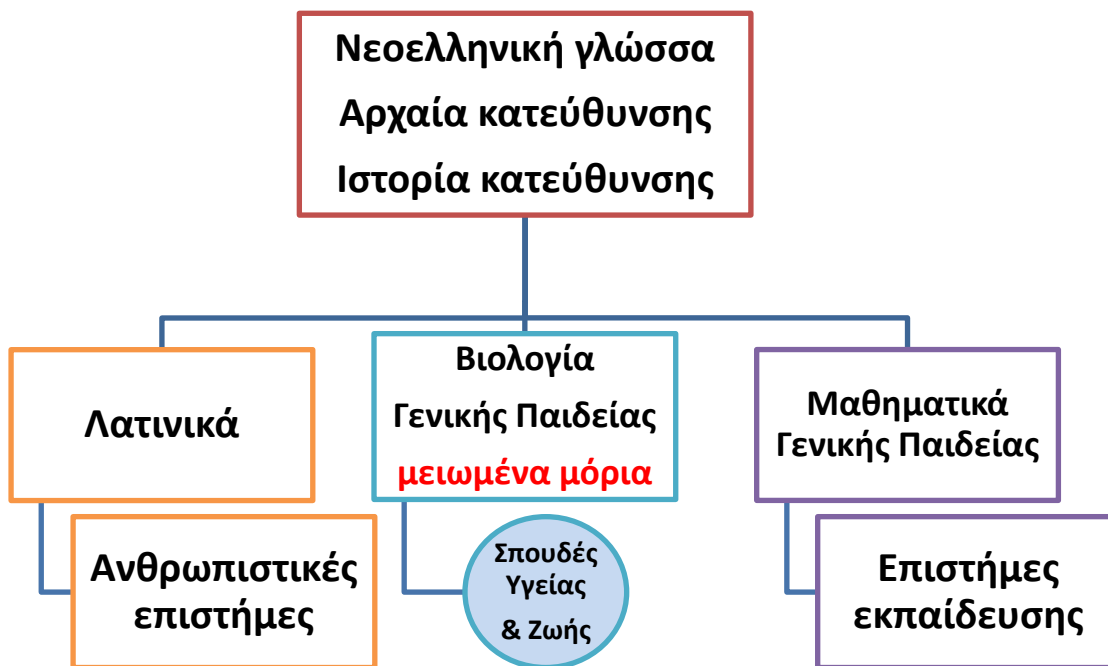 Νεοελληνική γλώσσα
Αρχαία κατεύθυνσης
Ιστορία κατεύθυνσης
Λατινικά
Ανθρωπιστικές
επιστήμες
Βιολογία
Γενικής Παιδείας
μειωμένα μόρια
Σπουδές
Υγείας
& Ζωής
Μαθηματικά
Γενικής Παιδείας
Επιστήμες
εκπαίδευσης